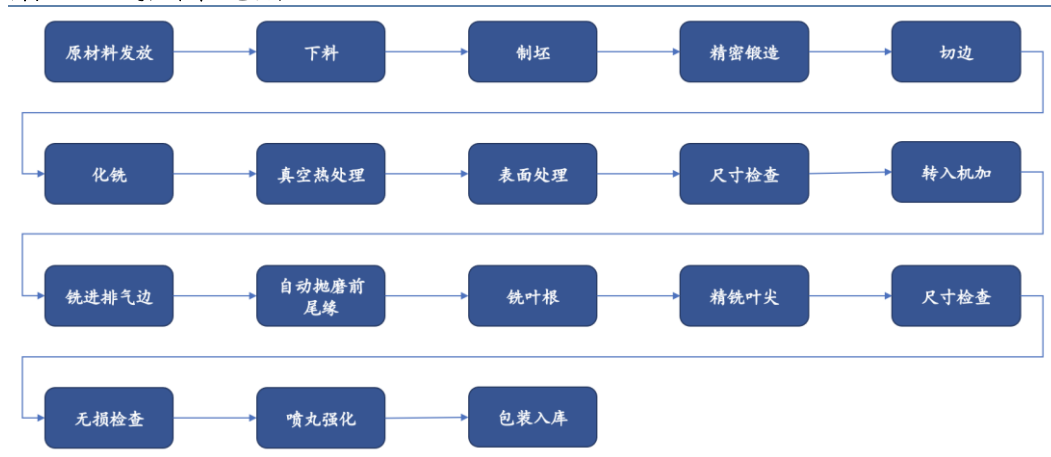 原材料发放
下料
制坯
精密锻造
切边
化铣
真空热处理
表面处理
尺寸检查
转入机加
铣进排气边
自动抛磨前
尾缘
铣叶根
精铣叶尖
尺寸检查
无损检查
喷丸强化
包装入库